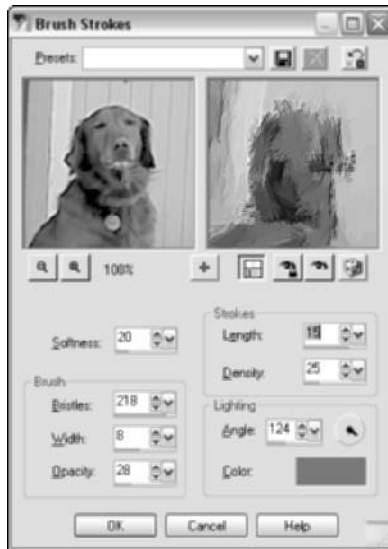 Brush Strokes
Presets:
100%
Softness: 20
Brush
Bristles: 218
Width: 8
Opacity: 28
Strokes
Length: 15
Density: 25
Lighting
Angle: 124
Color:
OK Cancel Help